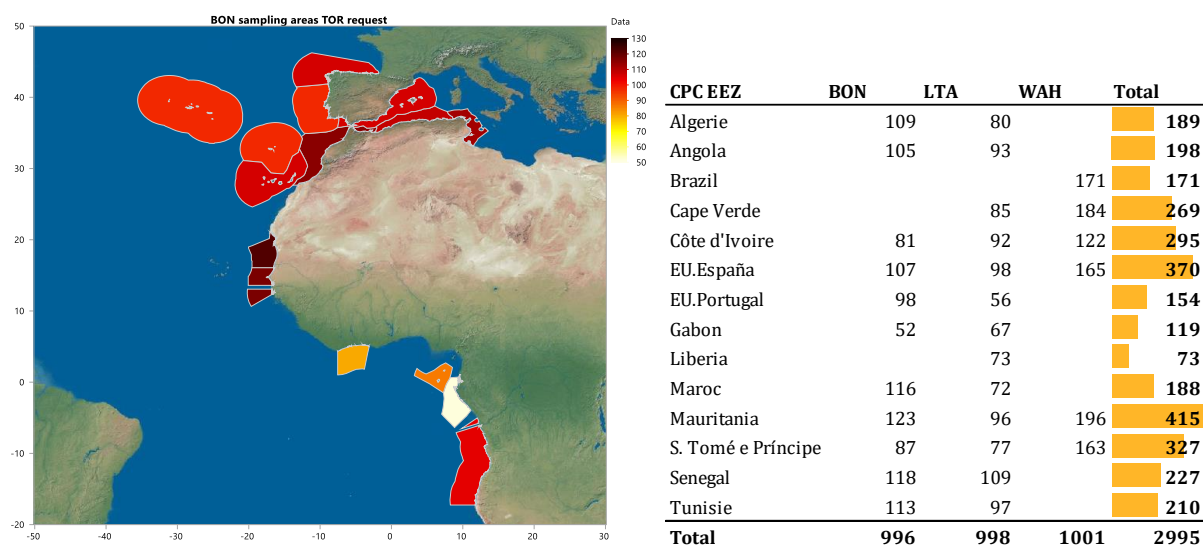 BON sampling areas TOR request
Data
50
40
30
20
10
0
-10
-20
-50
-40
-30
-20
-10
0
10
20
30
130
120
110
100
90
80
70
60
50
CPC EEZ BON LTA WAH Total
Algerie 109 80 189
Angola 105 93 198
Brazil 171 171
Cape Verde 85 184 269
Côte d'Ivoire 81 92 122 295
EU.España 107 98 165 370
EU.Portugal 98 56 154
Gabon 52 67 119
Liberia 73 73
Maroc 116 72 188
Mauritania 123 96 196 415
S. Tomé e Príncipe 87 77 163 327
Senegal 118 109 227
Tunisie 113 97 210
Total 996 998 1001 2995